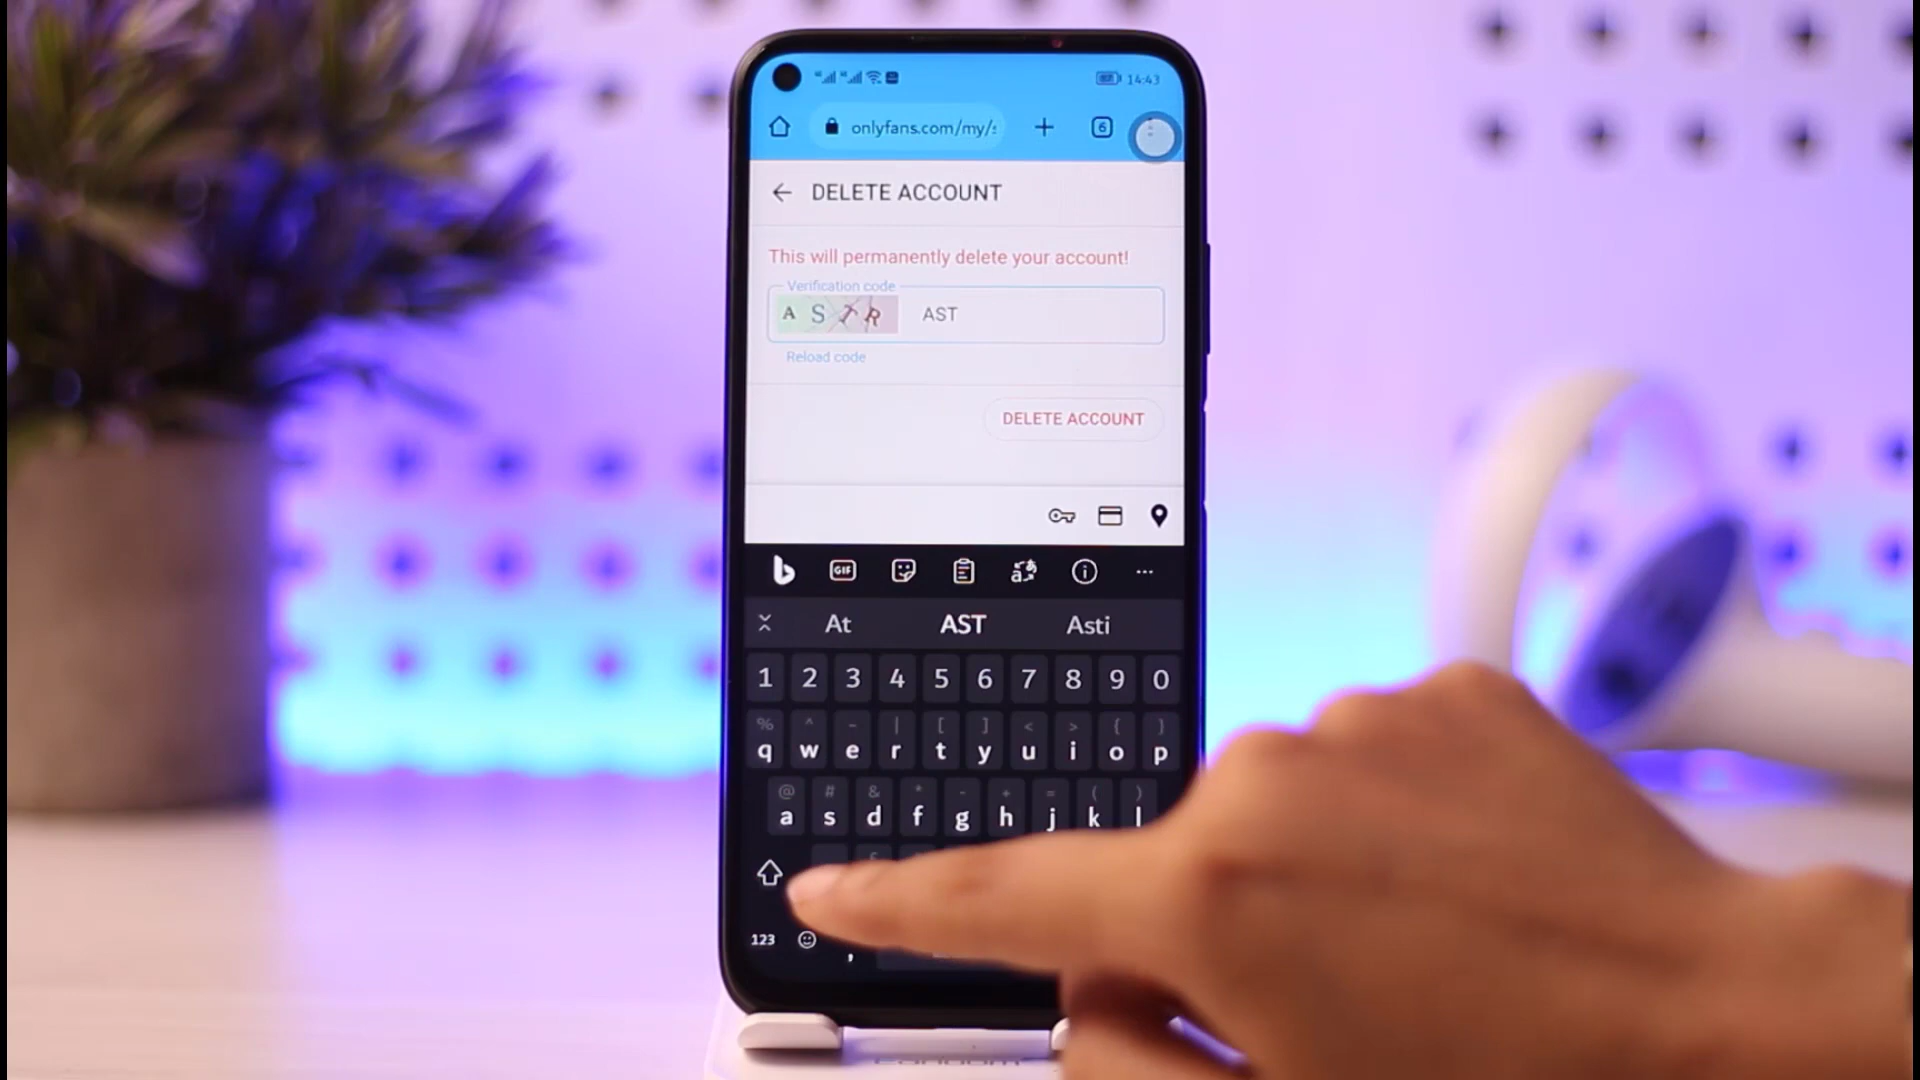 14:43
onlyfans.com/my/
6
DELETE ACCOUNT
This will permanently delete your account!
Verification code
A S T R AST
Reload code
DELETE ACCOUNT
GIF
At AST Asti
1 2 3 4 5 6 7 8 9 0
% ^ ~ | [ ] < > { }
q w e r t y u i o p
@ # & * - + = ( )
a s d f g h j k l
123 ,